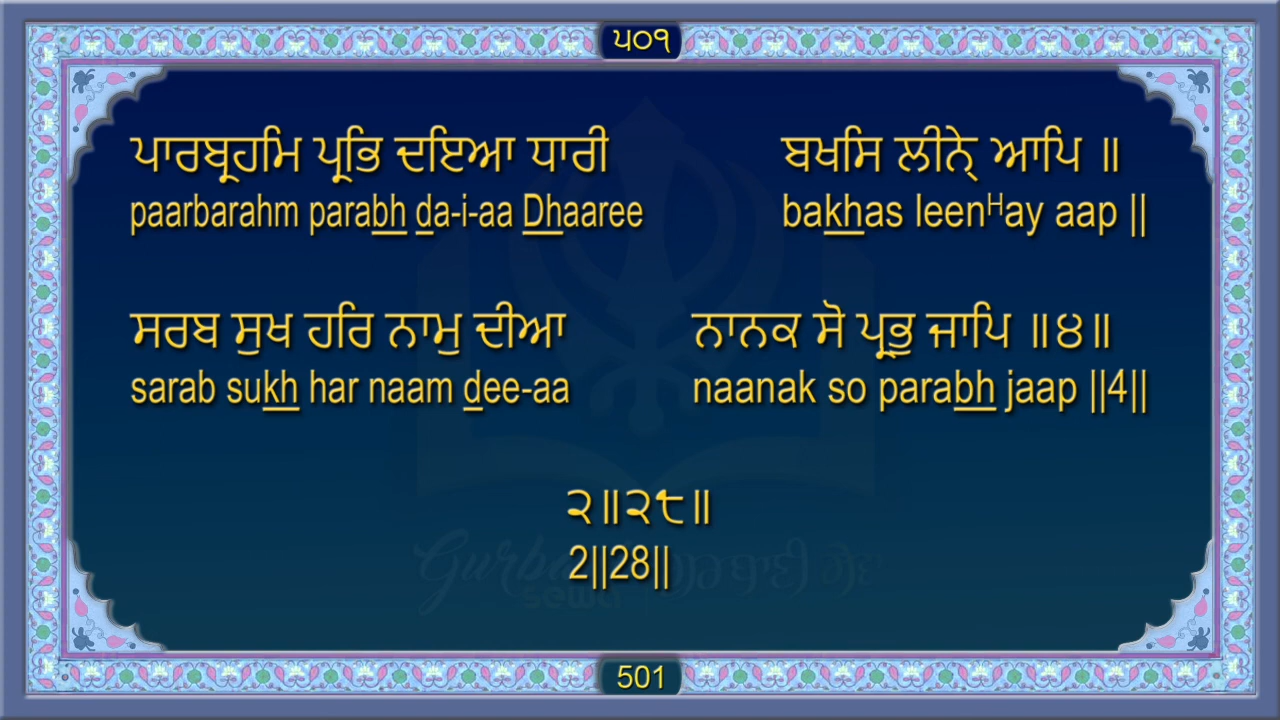 ੫੦੧
ਪਾਰਬ੍ਰਹਮਿ ਪ੍ਰਭਿ ਦਇਆ ਧਾਰੀ ਬਖਸਿ ਲੀਨੇ੍ ਆਪਿ ॥
paarbarahm parabh da-i-aa Dhaaree bakhas leenᴴay aap ||
ਸਰਬ ਸੁਖ ਹਰਿ ਨਾਮੁ ਦੀਆ ਨਾਨਕ ਸੋ ਪ੍ਰਭੁ ਜਾਪਿ ॥੪॥
sarab sukh har naam dee-aa naanak so parabh jaap ||4||
੨॥੨੮॥
2||28||
501